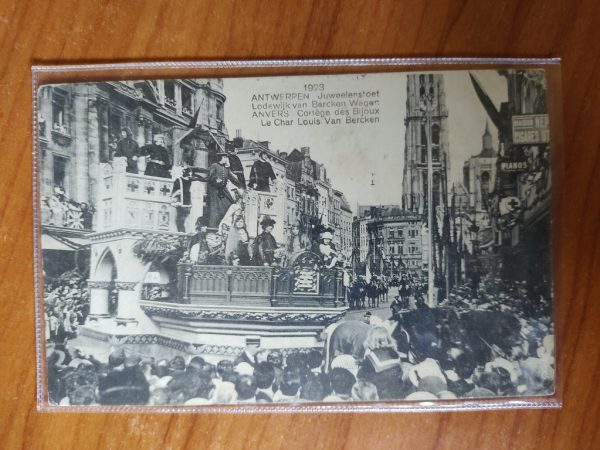 1923
ANTWERPEN Juweelenstoet
Lodewijk van Bercken Wagen
ANVERS. Cortège des Bijoux
Le Char Louis Van Bercken
PIANOS